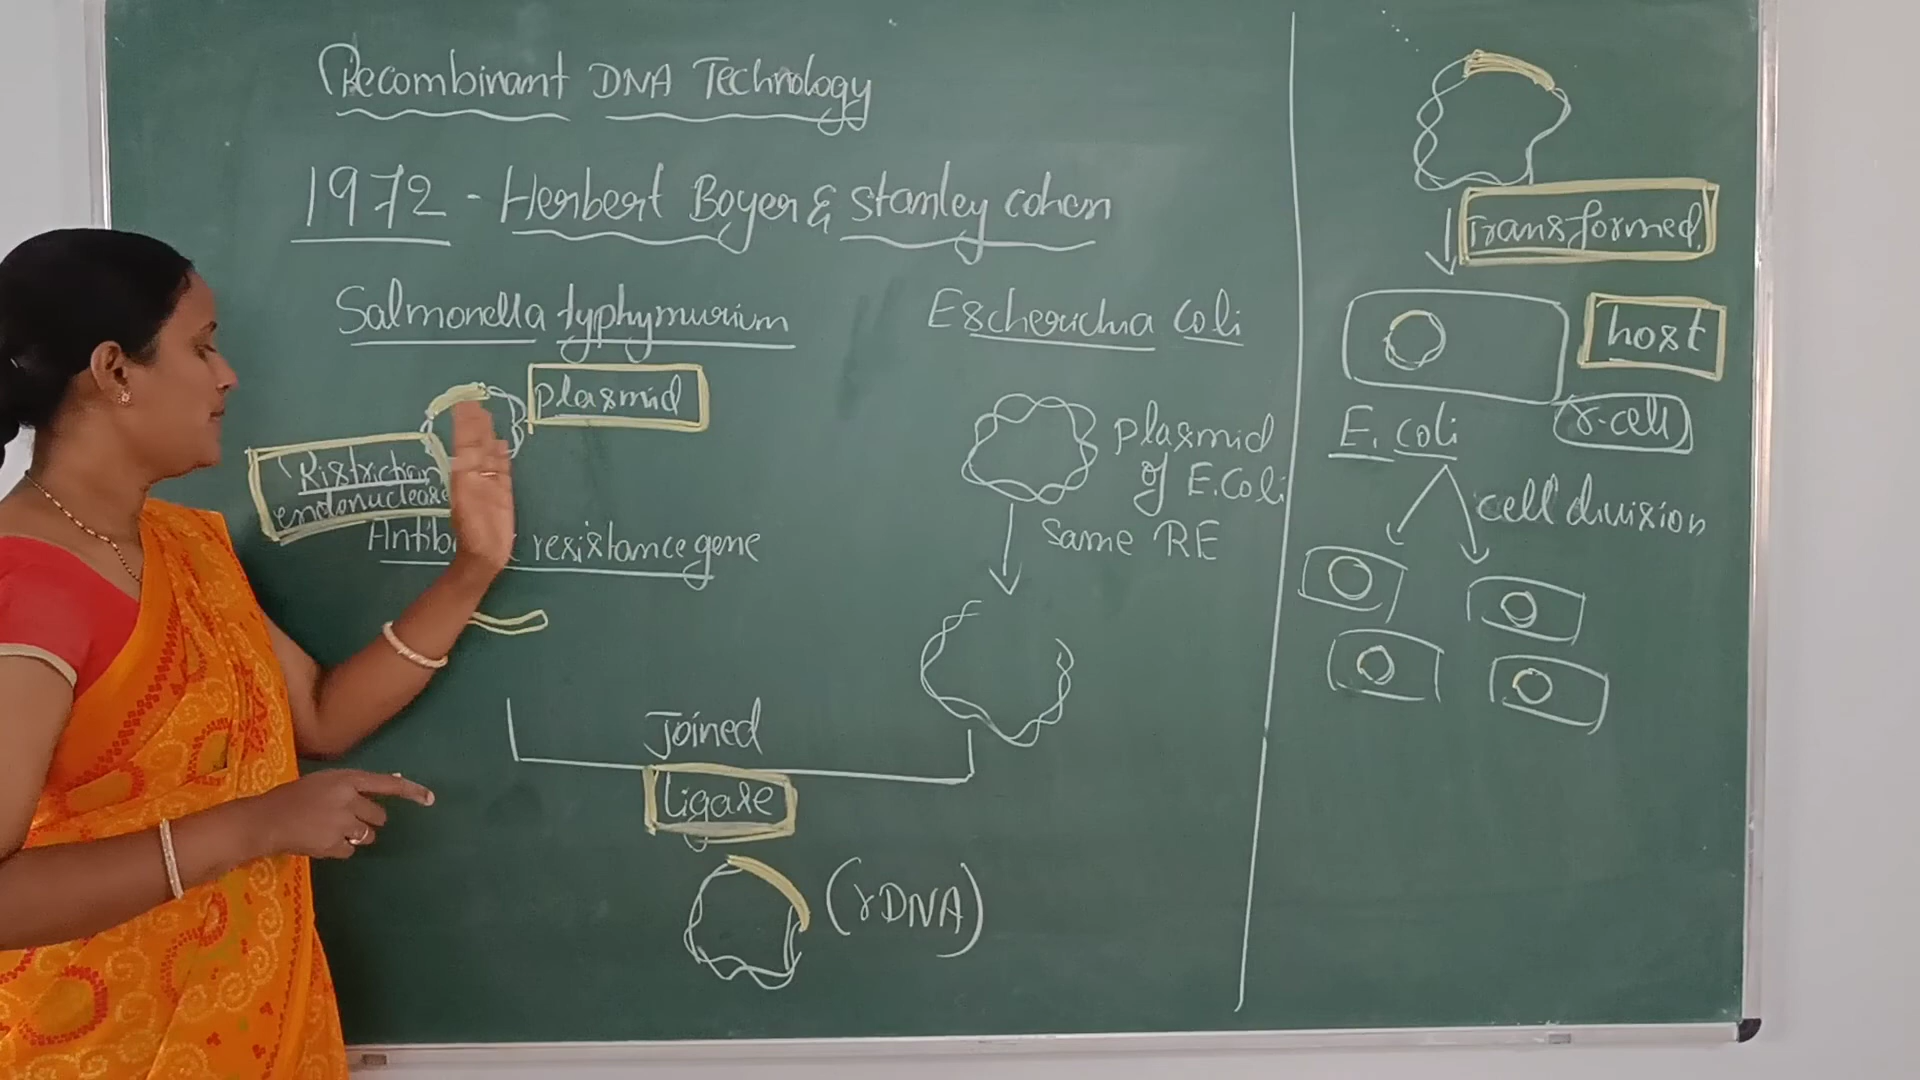 Recombinant DNA Technology
1972 - Herbert Boyer & Stanley cohen
Salmonella typhymurium
Escherichia coli
plasmid
Ristriction
endonuclease
resistance gene
plasmid
of E.Coli
Same RE
Joined
Ligase
(rDNA)
Transformed
host
r.cell
E. coli
cell division